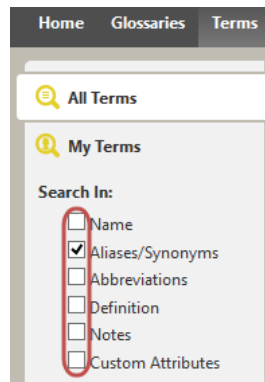 Home Glossaries Terms
All Terms
My Terms
Search In:
Name
Aliases/Synonyms
Abbreviations
Definition
Notes
Custom Attributes